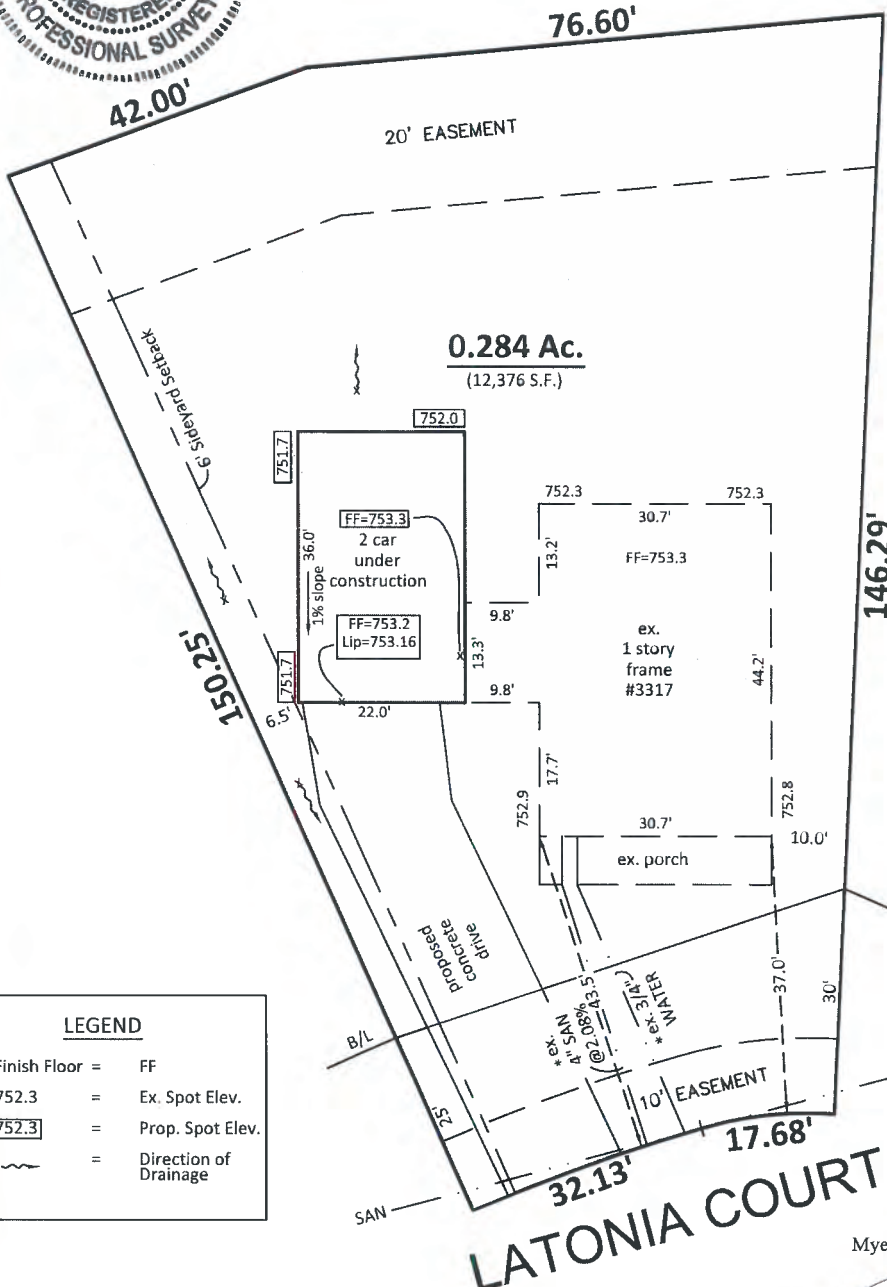 REGISTERED
PROFESSIONAL SURVEY
76.60'
42.00'
20' EASEMENT
0.284 Ac.
(12,376 S.F.)
6' Sideyard Setback
752.0
751.7
752.3
752.3
30.7'
FF=753.3
2 car
under
construction
36.0'
1% slope
13.2'
FF=753.3
146.29'
9.8'
FF=753.2
Lip=753.16
13.3'
ex.
1 story
frame
#3317
44.2'
150.25'
751.7
9.8'
6.5'
22.0'
17.7'
752.9
752.8
30.7'
10.0'
ex. porch
proposed
concrete
drive
37.0'
30'
B/L
*ex.
4" SAN
@2.08%
43.5'
*ex. 3/4"
WATER
LEGEND
Finish Floor = FF
752.3 = Ex. Spot Elev.
752.3 = Prop. Spot Elev.
= Direction of
Drainage
25'
10' EASEMENT
17.68'
32.13'
SAN
LATONIA COURT
Mye